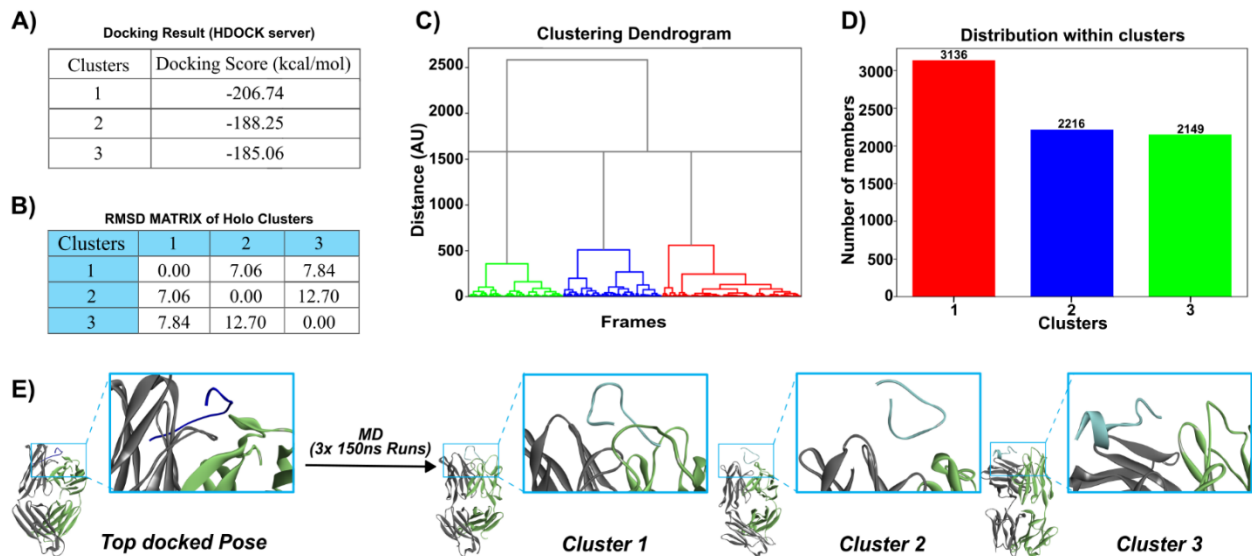 A)
Docking Result (HDOCK server)
Clusters Docking Score (kcal/mol)
1 -206.74
2 -188.25
3 -185.06
B)
RMSD MATRIX of Holo Clusters
Clusters 1 2 3
1 0.00 7.06 7.84
2 7.06 0.00 12.70
3 7.84 12.70 0.00
C)
Clustering Dendrogram
Distance (AU)
2500
2000
1500
1000
500
0
Frames
D)
Distribution within clusters
Number of members
3000
2500
2000
1500
1000
500
0
3136
2216
2149
1 2 3
Clusters
E)
MD
(3x 150ns Runs)
Top docked Pose
Cluster 1
Cluster 2
Cluster 3